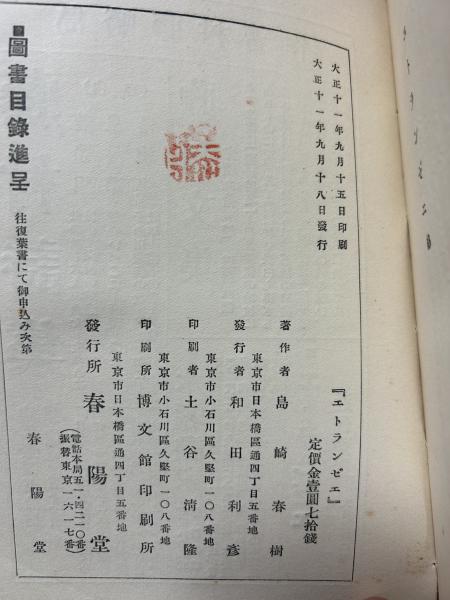 大正十一年九月十五日印刷
大正十一年九月十八日發行
『エトランゼエ』
定價金壹圓七拾錢
著作者 島崎春樹
東京市日本橋區通四丁目五番地
發行者 和田利彦
東京市小石川區久堅町一〇八番地
印刷者 土谷清隆
東京市小石川區久堅町一〇八番地
印刷所 博文館印刷所
東京市日本橋區通四丁目五番地
發行所 春陽堂
(電話本局五一・四二一〇番)
(振替東京一六一一七番)
圖書目錄進呈 往復葉書にて御申込み次第
春陽堂